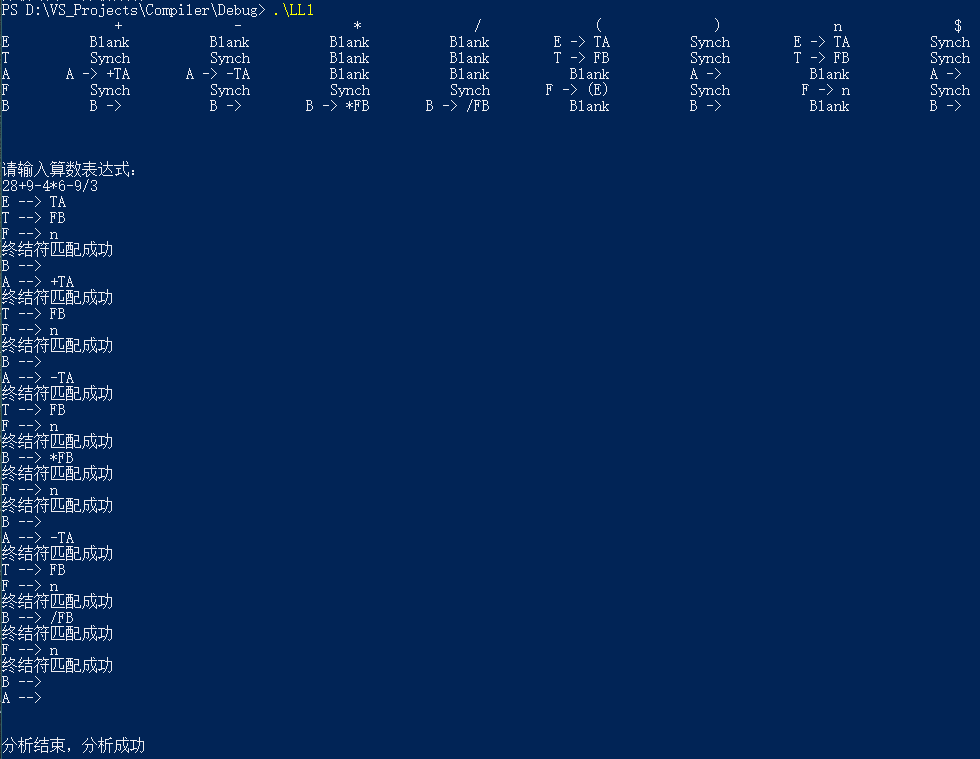 PS D:\VS_Projects\Compiler\Debug> .\LL1
+ - * / ( ) n $
E Blank Blank Blank Blank E -> TA Synch E -> TA Synch
T Synch Synch Blank Blank T -> FB Synch T -> FB Synch
A A -> +TA A -> -TA Blank Blank Blank A -> Blank A ->
F Synch Synch Synch Synch F -> (E) Synch F -> n Synch
B B -> B -> B -> *FB B -> /FB Blank B -> Blank B ->
请输入算数表达式:
28+9-4*6-9/3
E --> TA
T --> FB
F --> n
终结符匹配成功
B -->
A --> +TA
终结符匹配成功
T --> FB
F --> n
终结符匹配成功
B -->
A --> -TA
终结符匹配成功
T --> FB
F --> n
终结符匹配成功
B --> *FB
终结符匹配成功
F --> n
终结符匹配成功
B -->
A --> -TA
终结符匹配成功
T --> FB
F --> n
终结符匹配成功
B --> /FB
终结符匹配成功
F --> n
终结符匹配成功
B -->
A -->
分析结束，分析成功